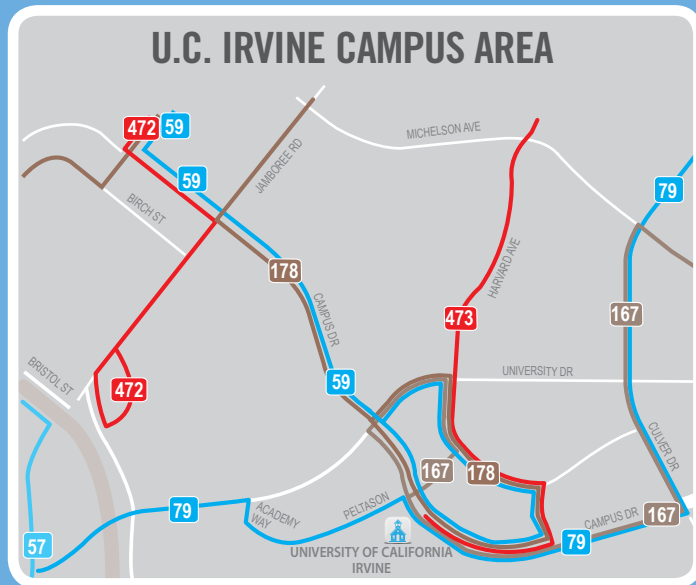 U.C. IRVINE CAMPUS AREA
472
59
MICHELSON AVE
JAMBOREE RD
59
79
BIRCH ST
178
HARVARD AVE
CAMPUS DR
473
167
BRISTOL ST
472
59
UNIVERSITY DR
CULVER DR
167
178
79
ACADEMY
WAY
PELTASON
CAMPUS DR
167
57
79
UNIVERSITY OF CALIFORNIA
IRVINE